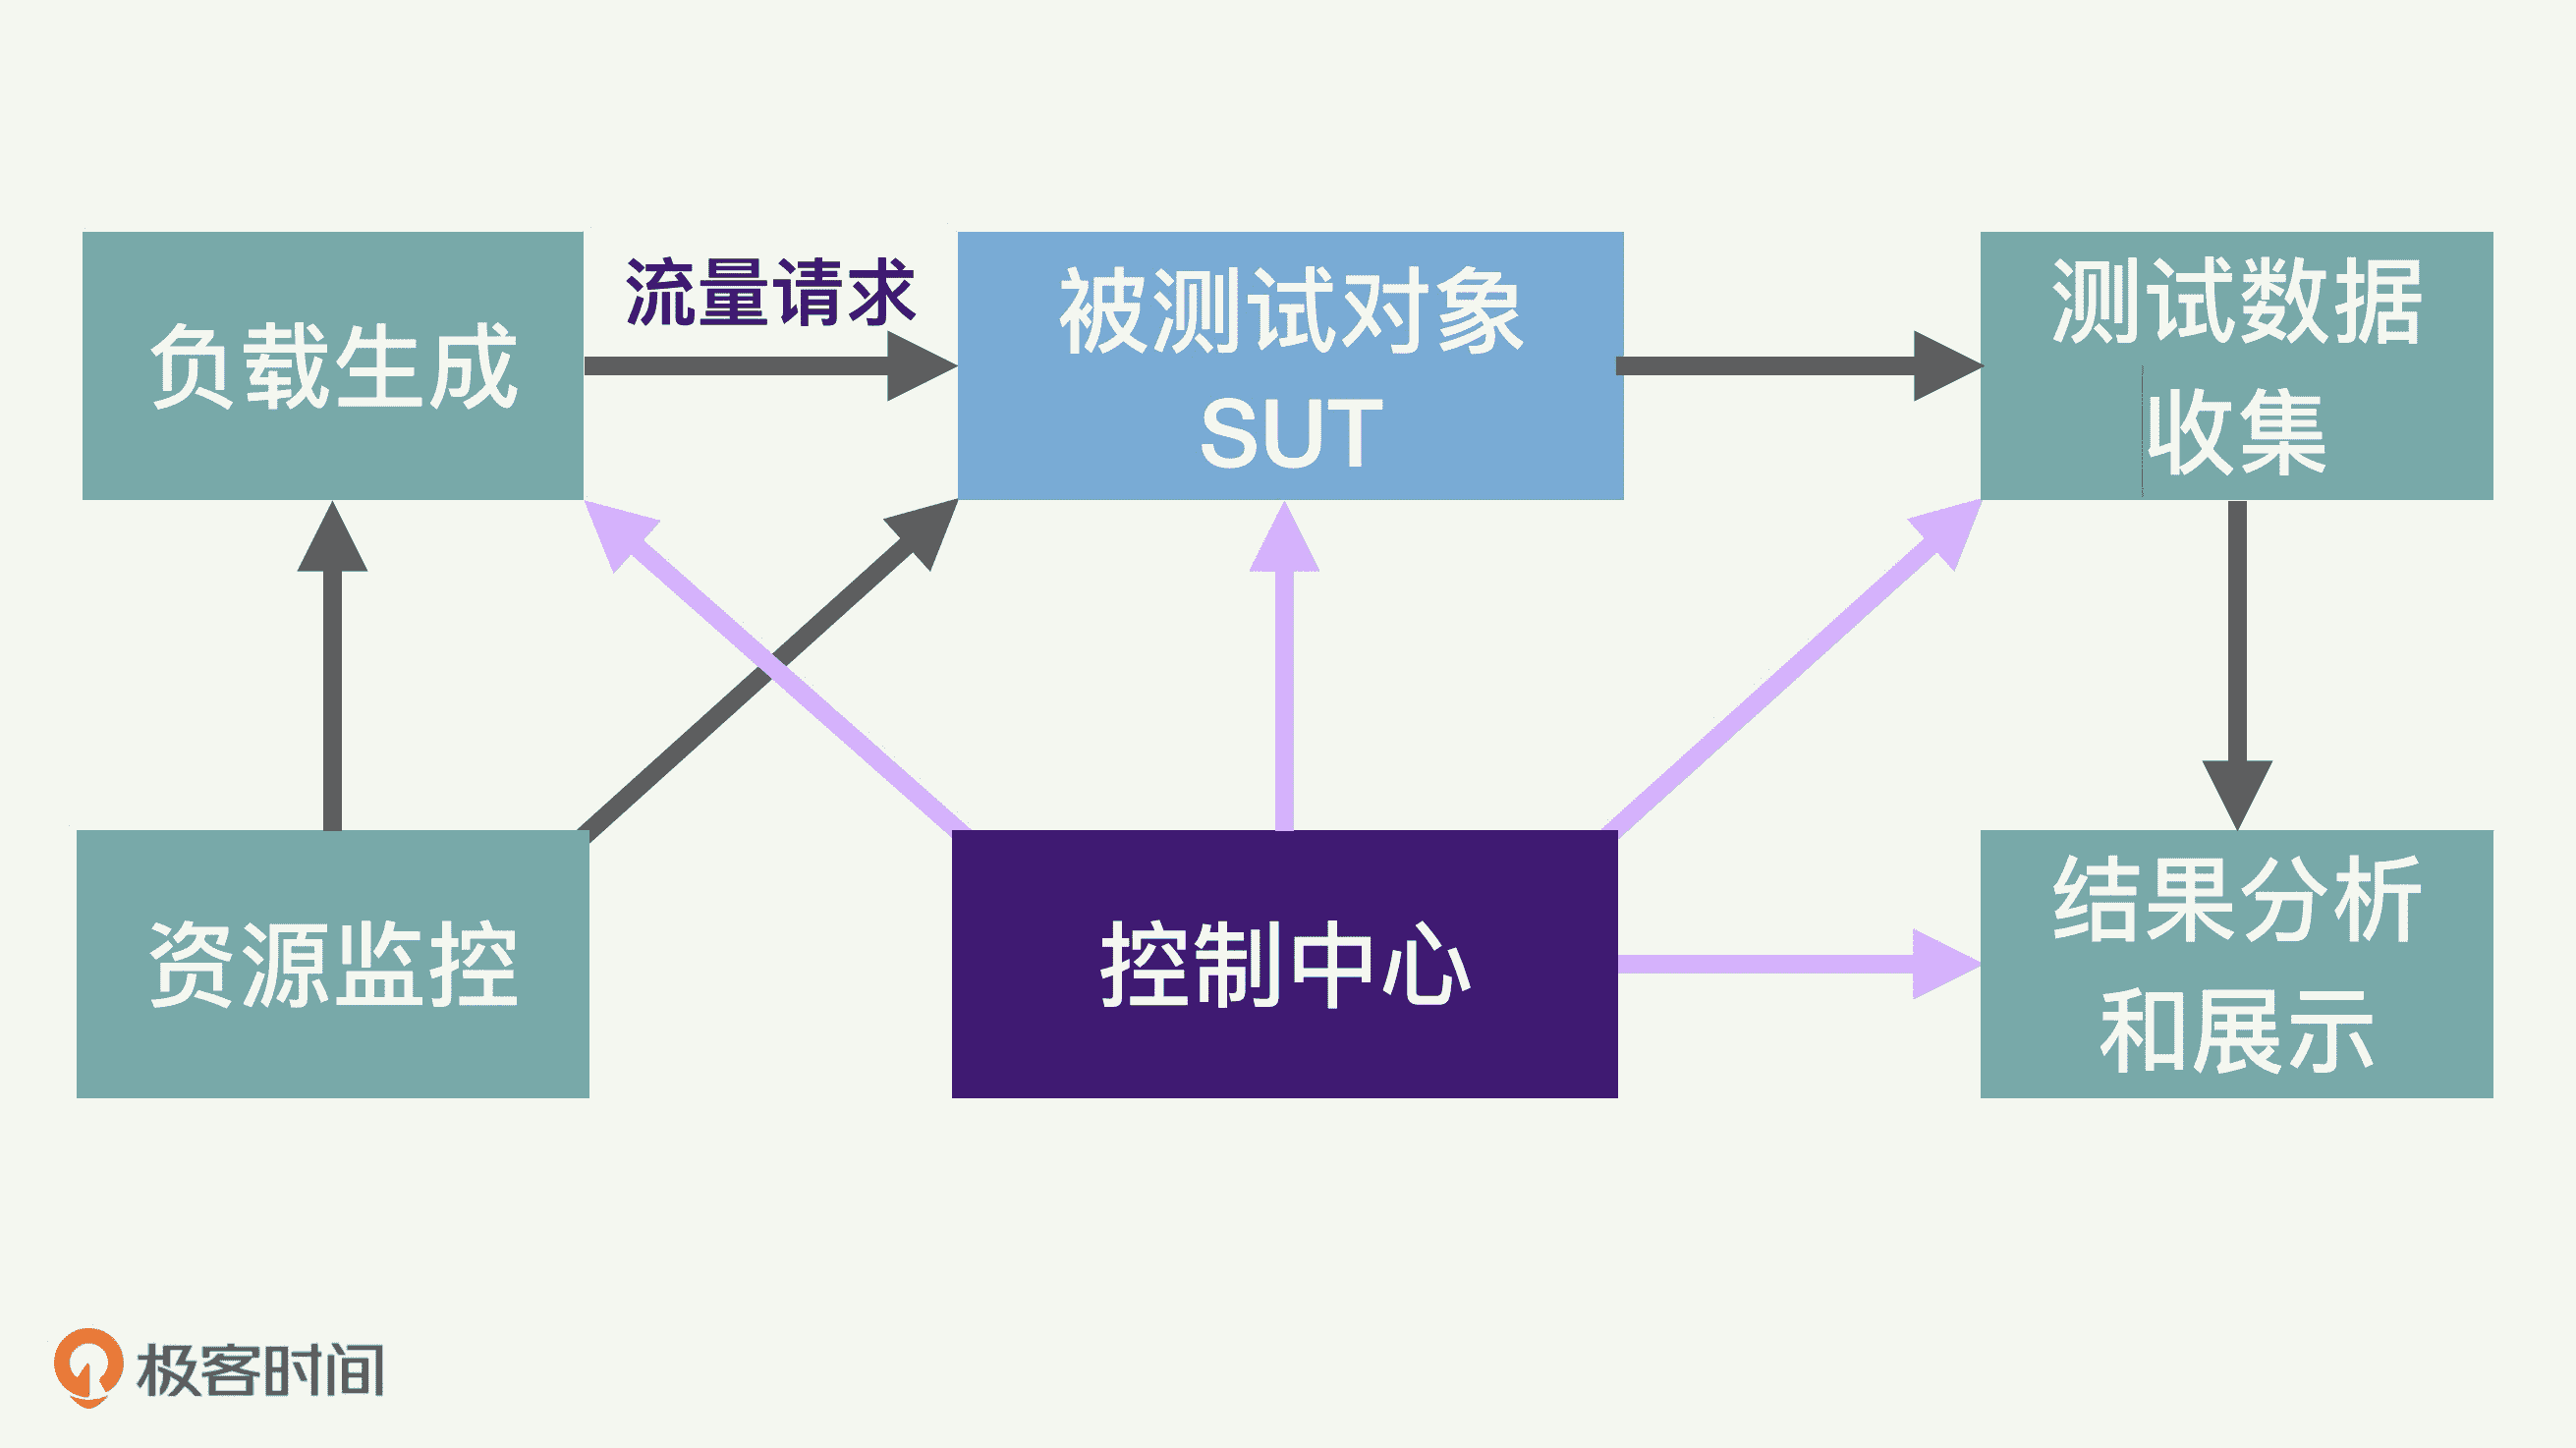 负载生成
流量请求
被测试对象
SUT
测试数据
收集
资源监控
控制中心
结果分析
和展示
极客时间